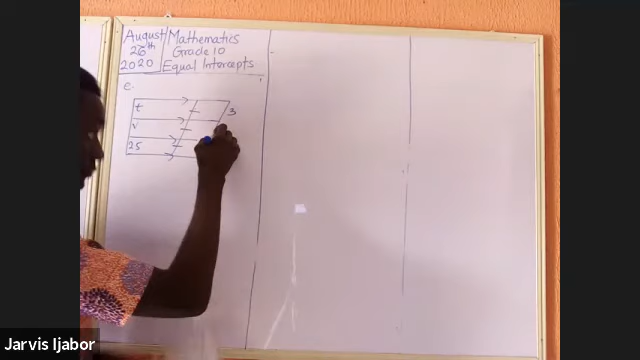 August
26th
2020
Mathematics
Grade 10
Equal Intercepts
e.
t
3
v
25
Jarvis Ijabor